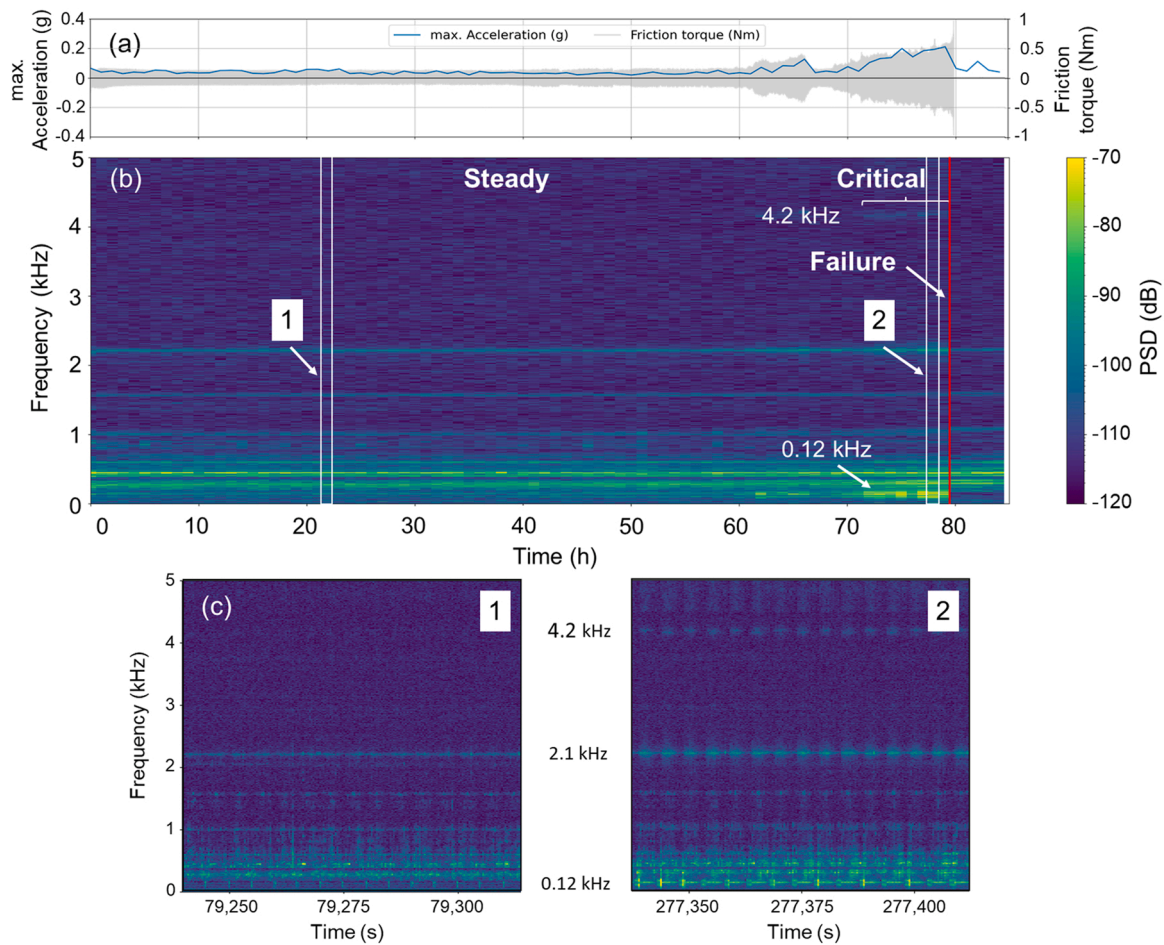 (a)
max. Acceleration (g)
Friction torque (Nm)
max.
Acceleration (g)
0.4
0.2
0
-0.2
-0.4
1
0.5
0
-0.5
-1
Friction
torque (Nm)
(b)
Steady
Critical
4.2 kHz
Failure
1
2
0.12 kHz
Frequency (kHz)
5
4
3
2
1
0
0 10 20 30 40 50 60 70 80
Time (h)
-70
-80
-90
-100
-110
-120
PSD (dB)
(c)
1
Frequency (kHz)
5
4
3
2
1
0
79,250 79,275 79,300
Time (s)
4.2 kHz
2.1 kHz
0.12 kHz
2
277,350 277,375 277,400
Time (s)